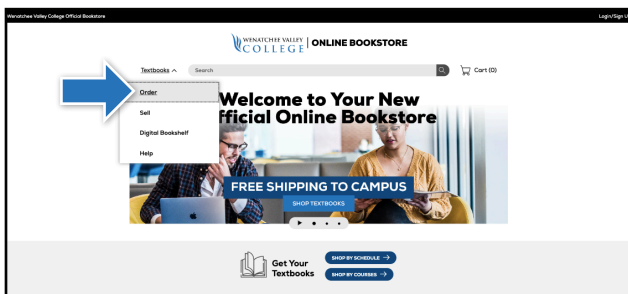 Wenatchee Valley College Official Bookstore
Login/Sign U
WENATCHEE VALLEY
COLLEGE
ONLINE BOOKSTORE
Textbooks
Search
Cart (0)
Order
Sell
Digital Bookshelf
Help
Welcome to Your New
fficial Online Bookstore
FREE SHIPPING TO CAMPUS
SHOP TEXTBOOKS
Get Your
Textbooks
SHOP BY SCHEDULE →
SHOP BY COURSES →